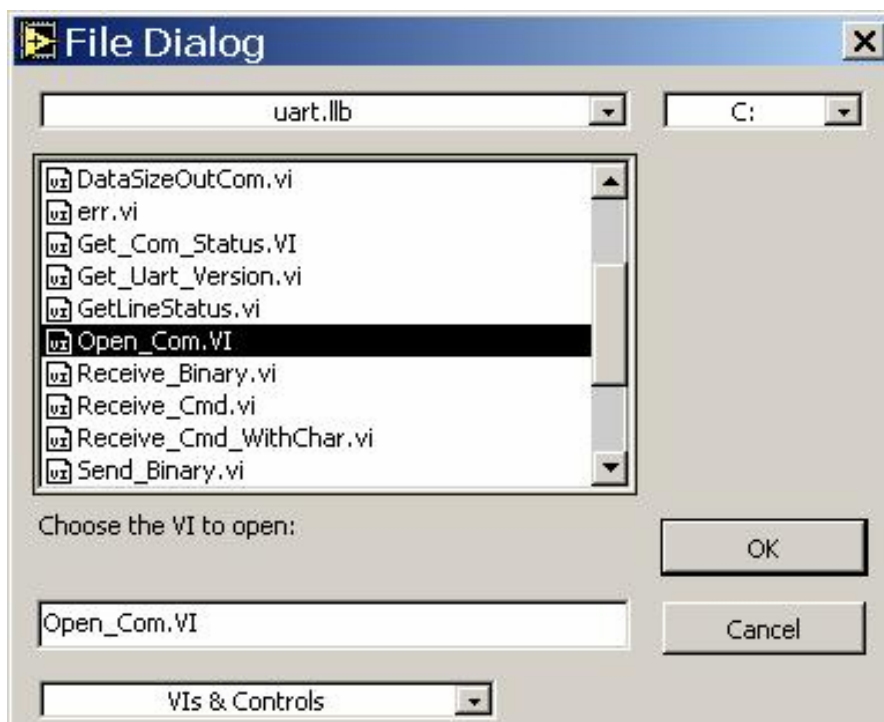 File Dialog
uart.llb
C:
DataSizeOutCom.vi
err.vi
Get_Com_Status.VI
Get_Uart_Version.vi
GetLineStatus.vi
Open_Com.VI
Receive_Binary.vi
Receive_Cmd.vi
Receive_Cmd_WithChar.vi
Send_Binary.vi
Choose the VI to open:
OK
Open_Com.VI
Cancel
VIs & Controls